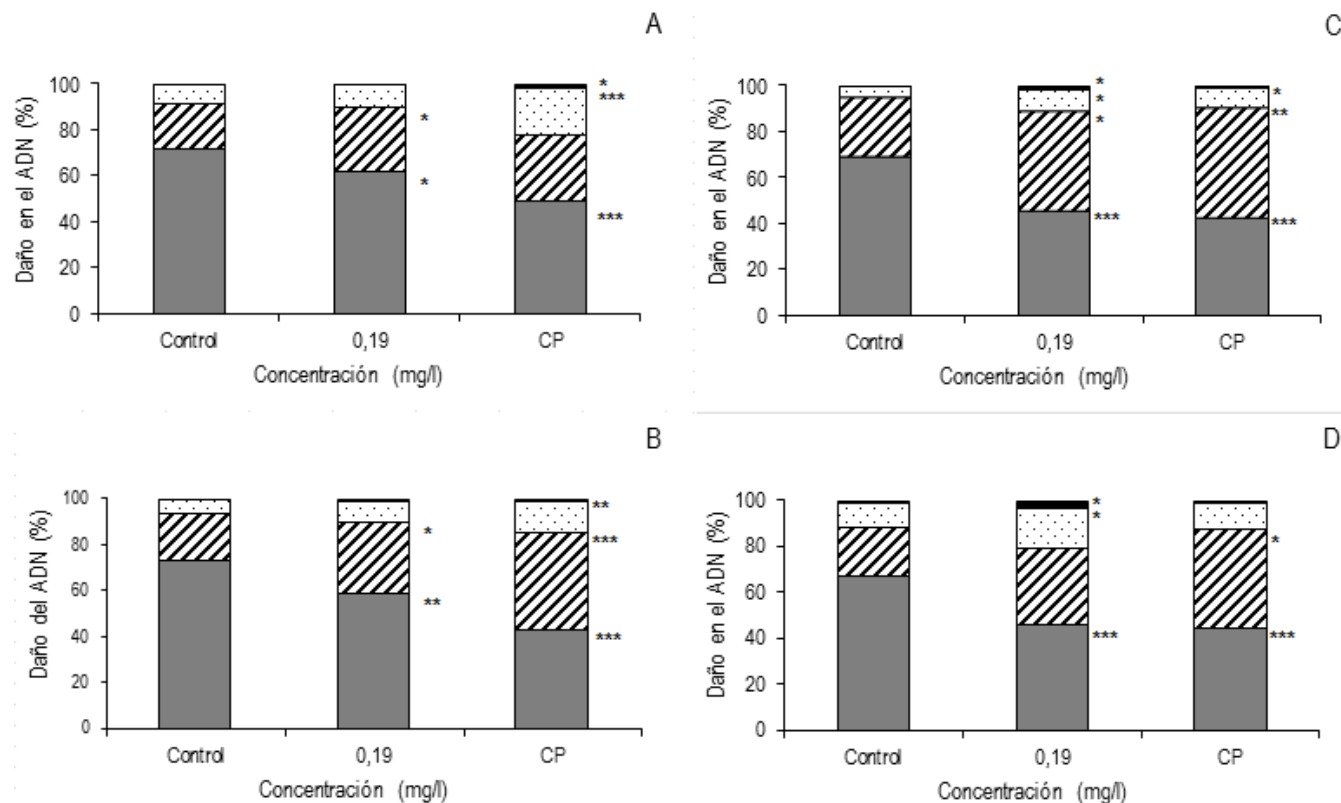 A
Daño en el ADN (%)
100
80
60
40
20
0
*
***
*
*
***
Control
0,19
CP
Concentración (mg/l)
C
Daño en el ADN (%)
100
80
60
40
20
0
*
*
*
***
*
**
***
Control
0,19
CP
Concentración (mg/l)
B
Daño del ADN (%)
100
80
60
40
20
0
*
**
**
***
***
Control
0,19
CP
Concentración (mg/l)
D
Daño en el ADN (%)
100
80
60
40
20
0
*
*
***
*
***
Control
0,19
CP
Concentración (mg/l)